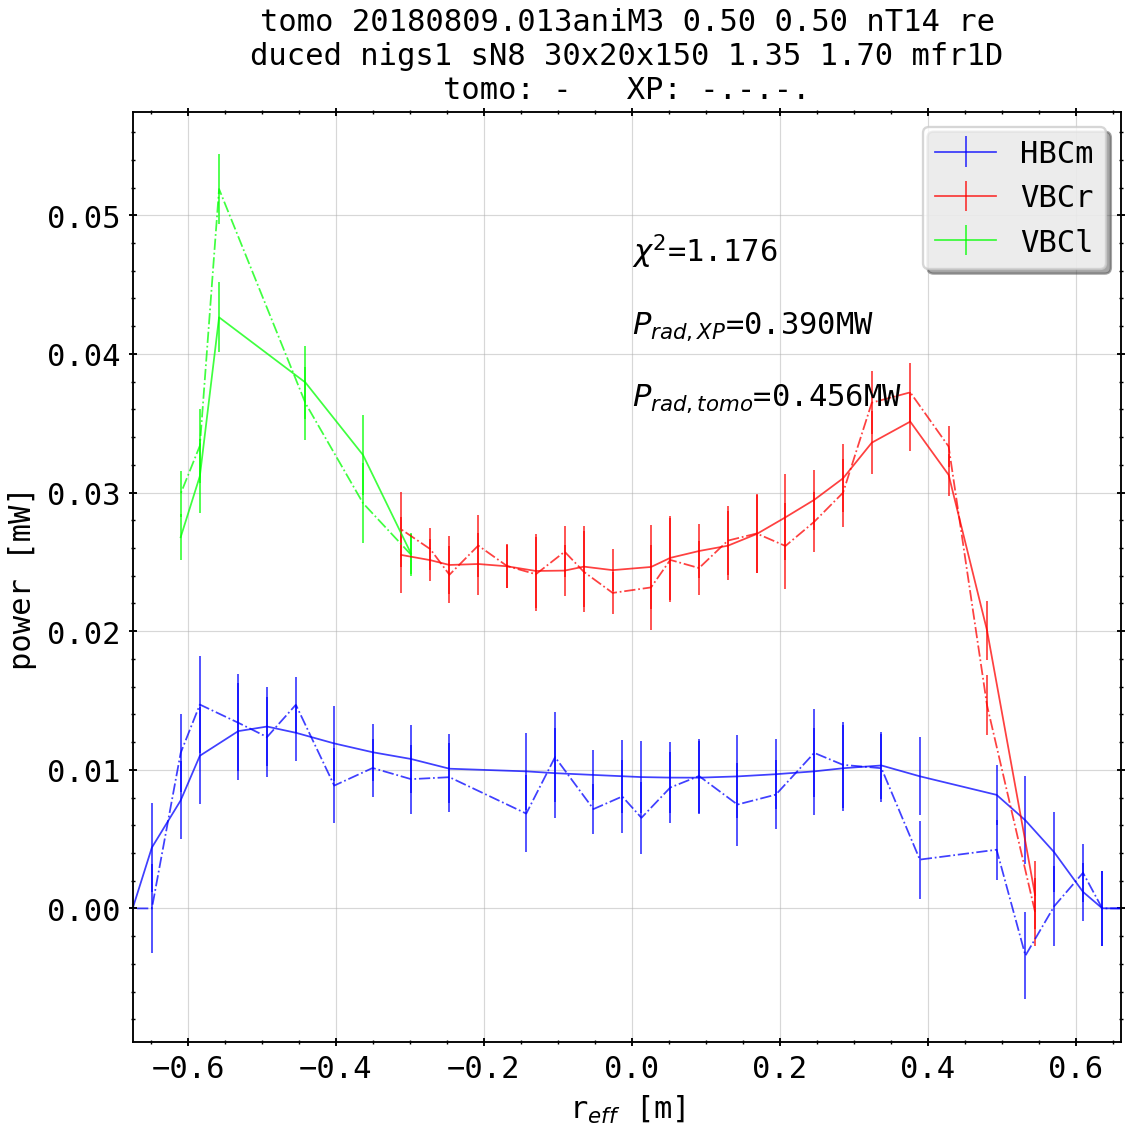 tomo 20180809.013aniM3 0.50 0.50 nT14 re
duced nigs1 sN8 30x20x150 1.35 1.70 mfr1D
tomo: -   XP: -.-.-.
HBCm
VBCr
VBCl
χ²=1.176
P_rad,XP=0.390MW
P_rad,tomo=0.456MW
power [mW]
0.05
0.04
0.03
0.02
0.01
0.00
−0.6 −0.4 −0.2 0.0 0.2 0.4 0.6
r_eff [m]